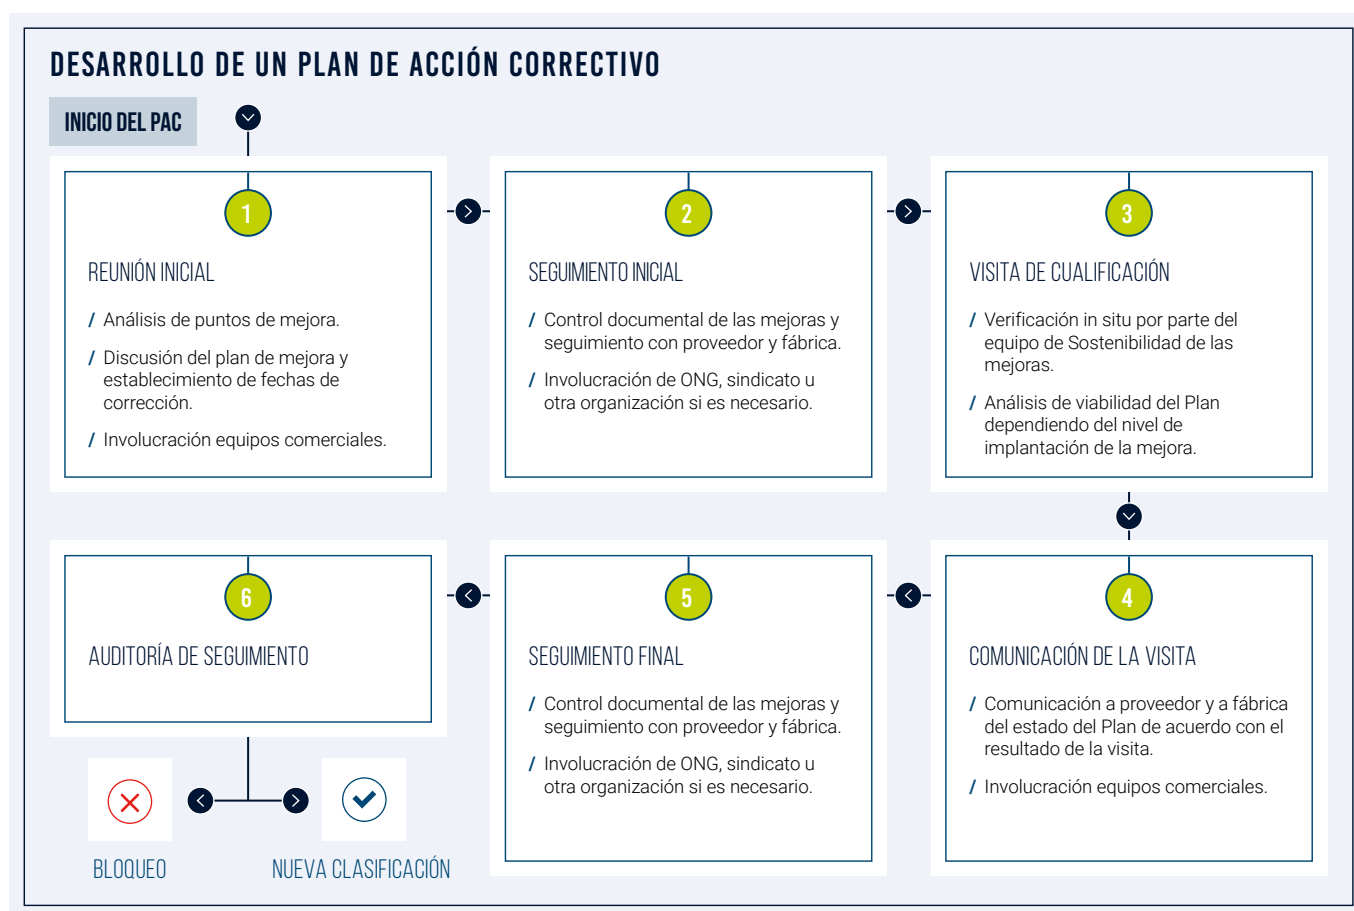 DESARROLLO DE UN PLAN DE ACCIÓN CORRECTIVO
INICIO DEL PAC
1
REUNIÓN INICIAL
/ Análisis de puntos de mejora.
/ Discusión del plan de mejora y
establecimiento de fechas de
corrección.
/ Involucración equipos comerciales.
2
SEGUIMIENTO INICIAL
/ Control documental de las mejoras y
seguimiento con proveedor y fábrica.
/ Involucración de ONG, sindicato u
otra organización si es necesario.
3
VISITA DE CUALIFICACIÓN
/ Verificación in situ por parte del
equipo de Sostenibilidad de las
mejoras.
/ Análisis de viabilidad del Plan
dependiendo del nivel de
implantación de la mejora.
4
COMUNICACIÓN DE LA VISITA
/ Comunicación a proveedor y a fábrica
del estado del Plan de acuerdo con el
resultado de la visita.
/ Involucración equipos comerciales.
5
SEGUIMIENTO FINAL
/ Control documental de las mejoras y
seguimiento con proveedor y fábrica.
/ Involucración de ONG, sindicato u
otra organización si es necesario.
6
AUDITORÍA DE SEGUIMIENTO
BLOQUEO
NUEVA CLASIFICACIÓN